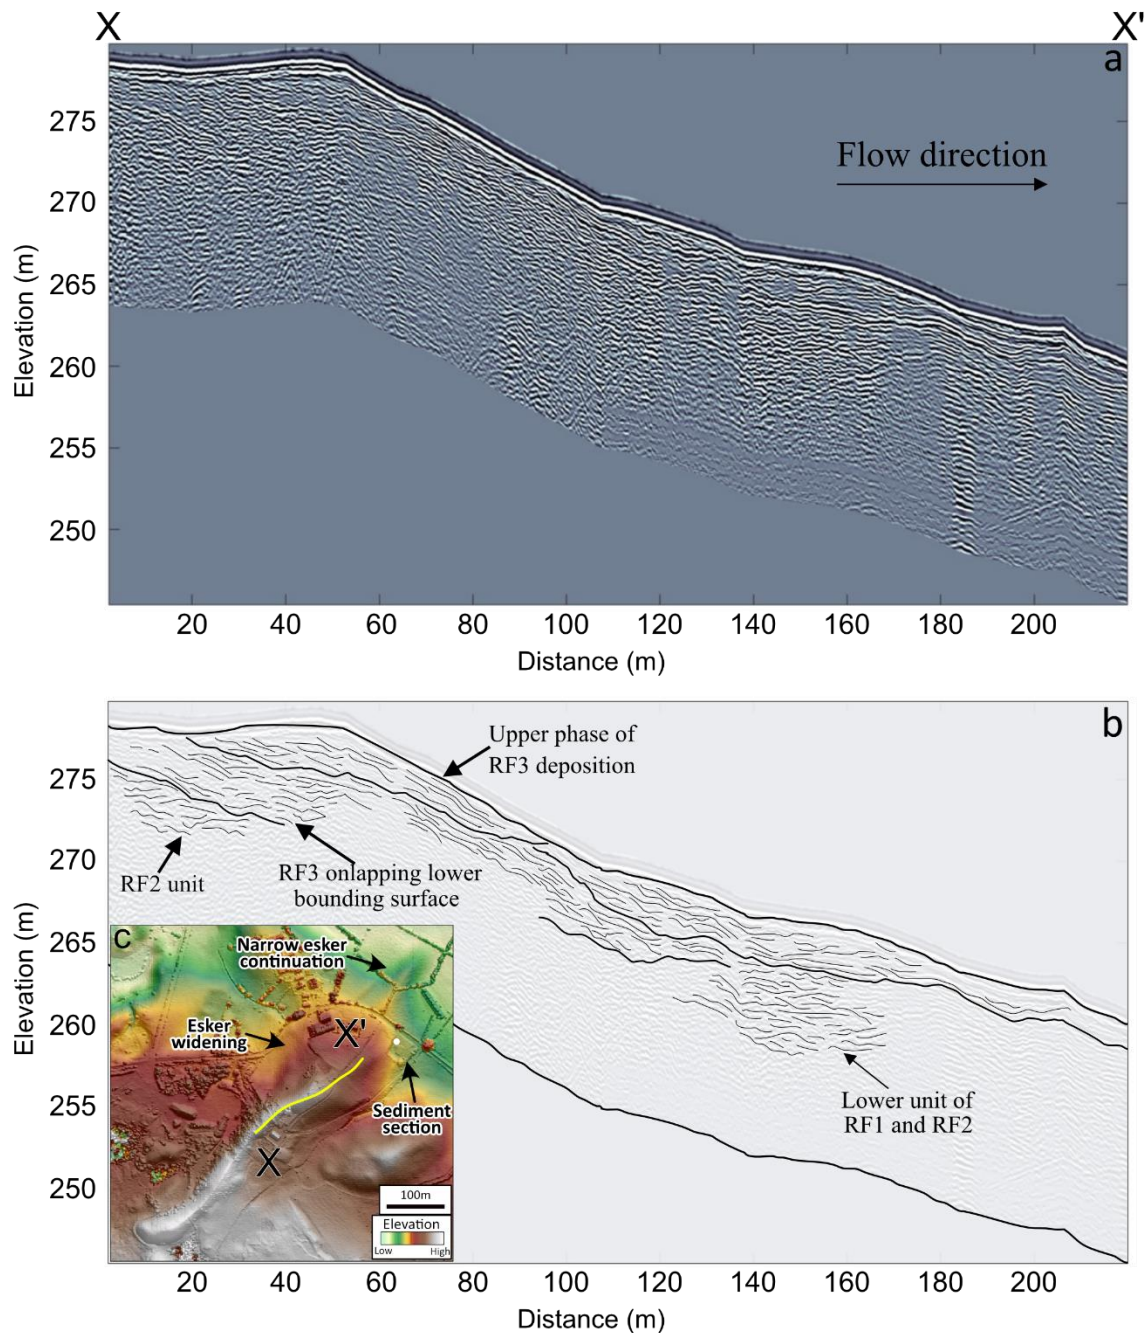 X
X'
a
275
270
265
260
255
250
Elevation (m)
Flow direction
20
40
60
80
100
120
140
160
180
200
Distance (m)
b
275
270
265
260
255
250
Elevation (m)
Upper phase of
RF3 deposition
RF2 unit
RF3 onlapping lower
bounding surface
Lower unit of
RF1 and RF2
c
Narrow esker
continuation
Esker
widening
X'
Sediment
section
X
100m
Elevation
Low
High
20
40
60
80
100
120
140
160
180
200
Distance (m)